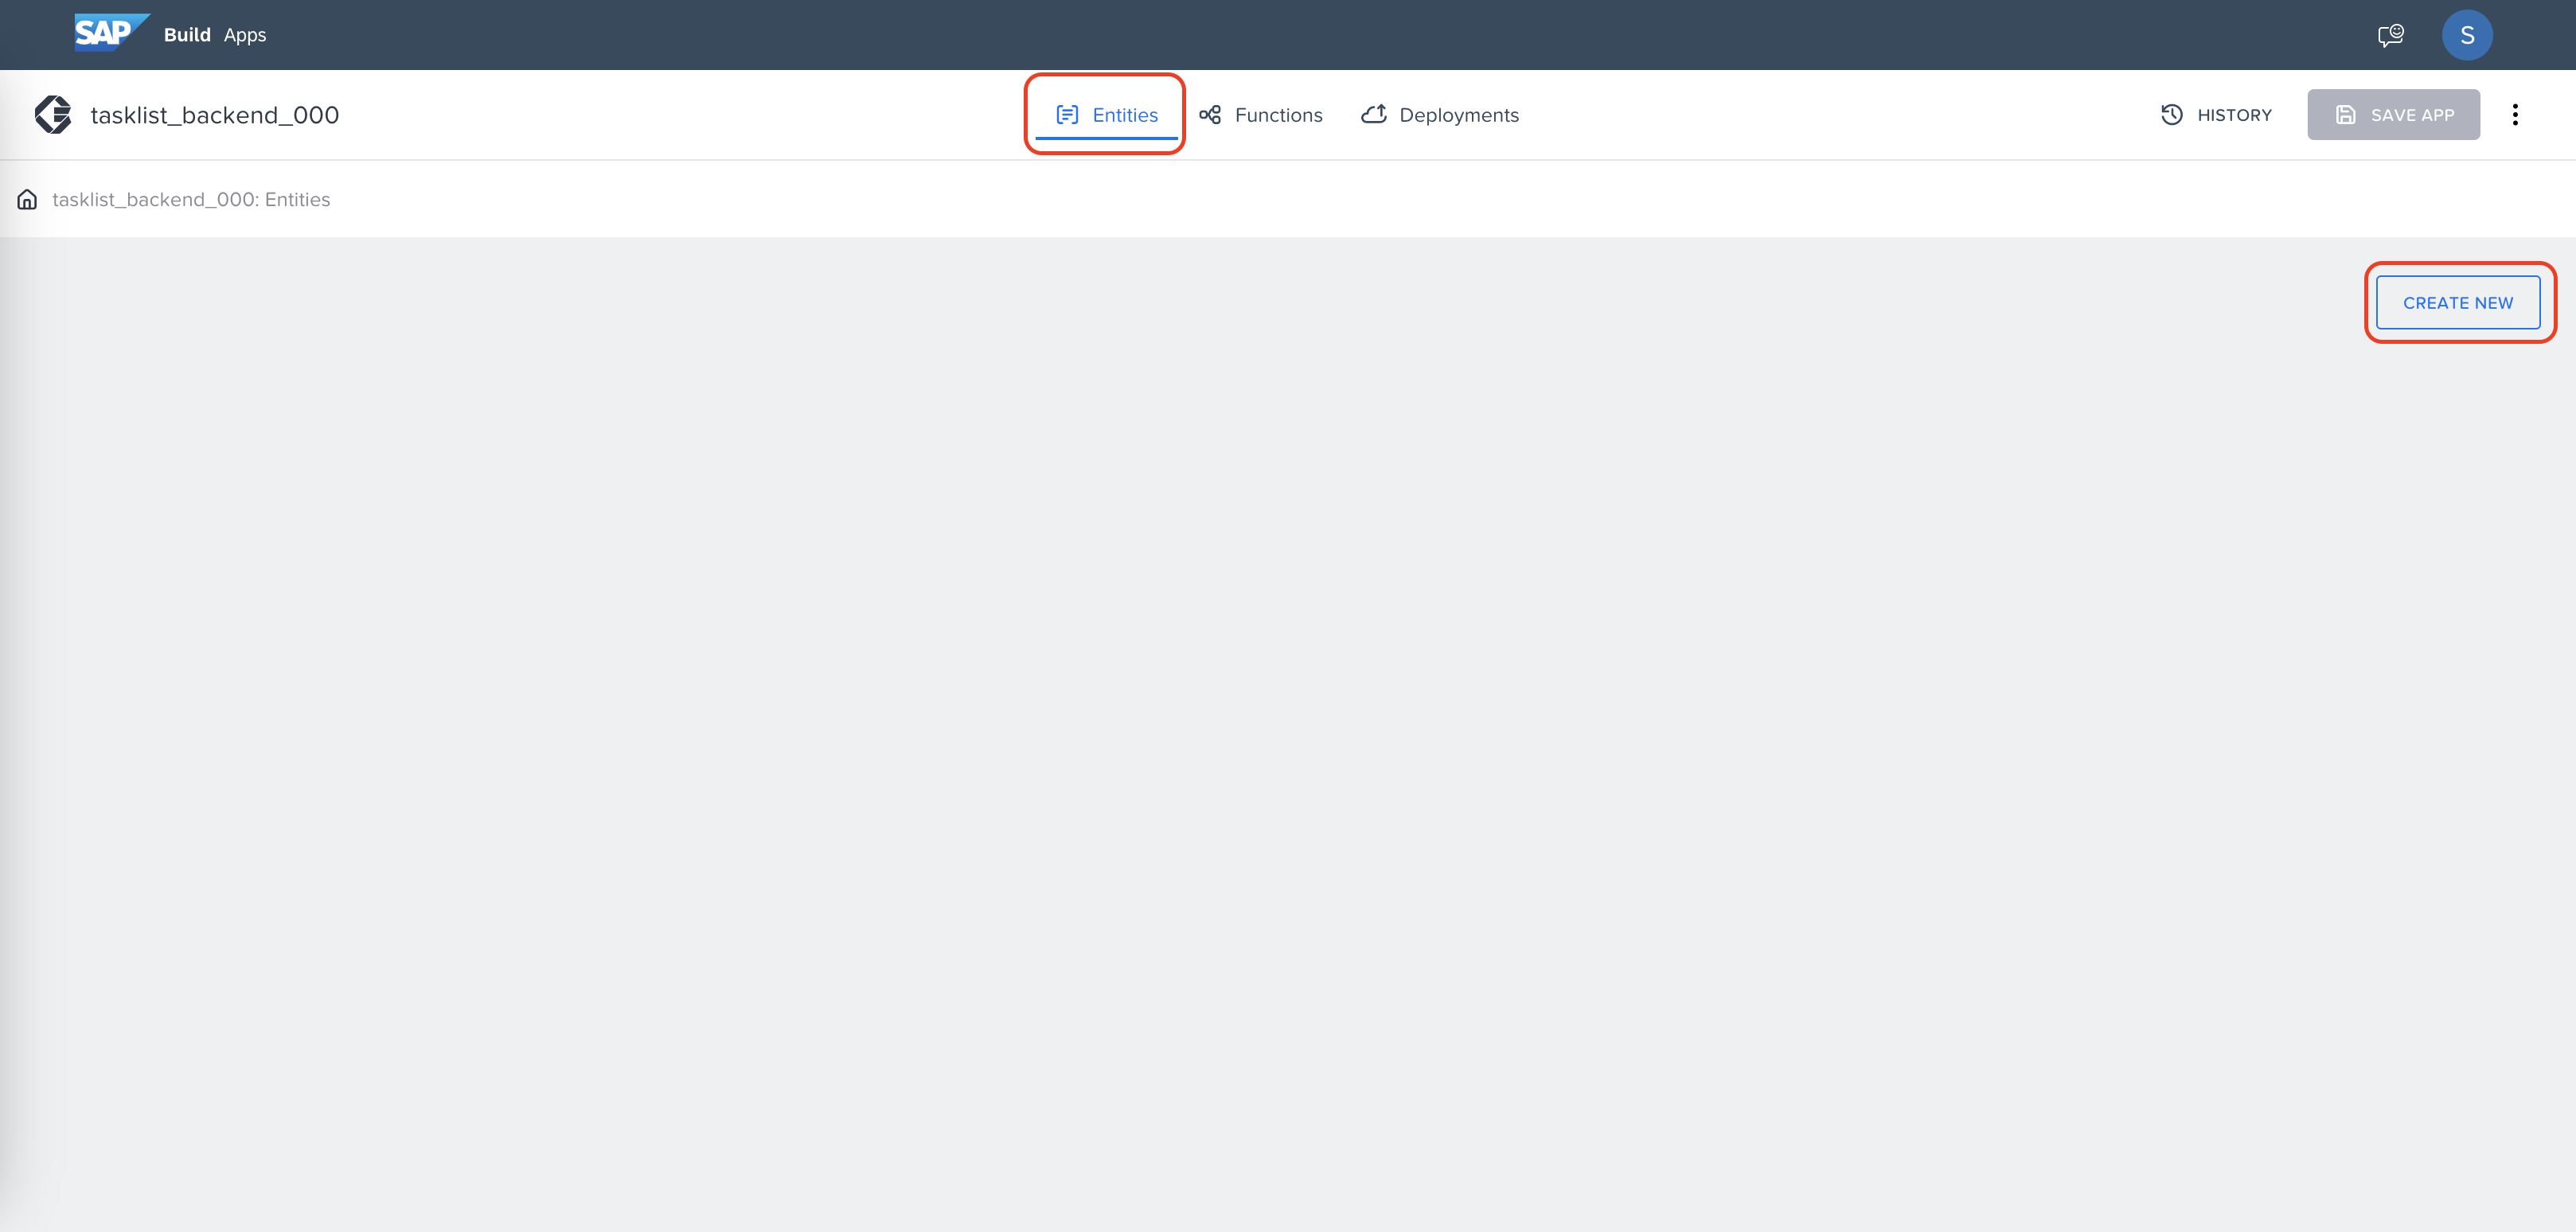 SAP Build Apps S
tasklist_backend_000 Entities Functions Deployments HISTORY SAVE APP
tasklist_backend_000: Entities
CREATE NEW